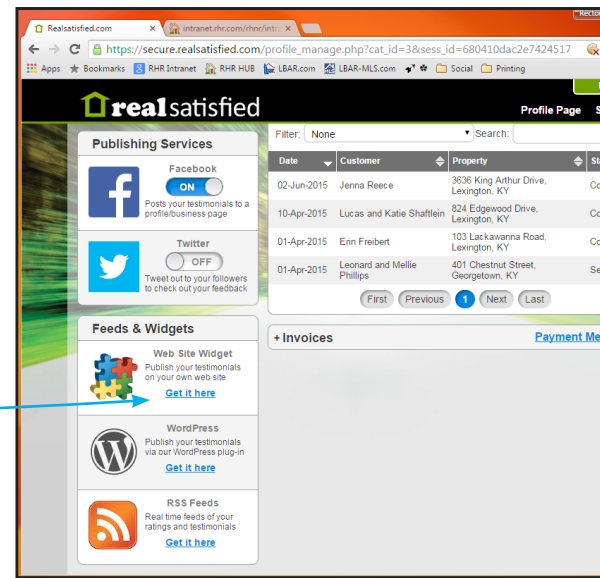 Realsatisfied.com
intranet.rhr.com/rhnr/intr
https://secure.realsatisfied.com/profile_manage.php?cat_id=3&sess_id=680410dac2e7424517
Apps Bookmarks RHR Intranet RHR HUB LBAR.com LBAR-MLS.com Social Printing
realsatisfied
Profile Page
Publishing Services
Facebook
ON
Posts your testimonials to a
profile/business page
Twitter
OFF
Tweet out to your followers
to check out your feedback
Filter: None Search:
Date Customer Property
02-Jun-2015 Jenna Reece 3636 King Arthur Drive,
Lexington, KY
10-Apr-2015 Lucas and Katie Shaftlein 824 Edgewood Drive,
Lexington, KY
01-Apr-2015 Erin Freibert 103 Lackawanna Road,
Lexington, KY
01-Apr-2015 Leonard and Mellie
Phillips 401 Chestnut Street,
Georgetown, KY
First Previous 1 Next Last
Feeds & Widgets
Web Site Widget
Publish your testimonials
on your own web site
Get it here
WordPress
Publish your testimonials
via our WordPress plug-in
Get it here
RSS Feeds
Real time feeds of your
ratings and testimonials
Get it here
+ Invoices
Payment Me